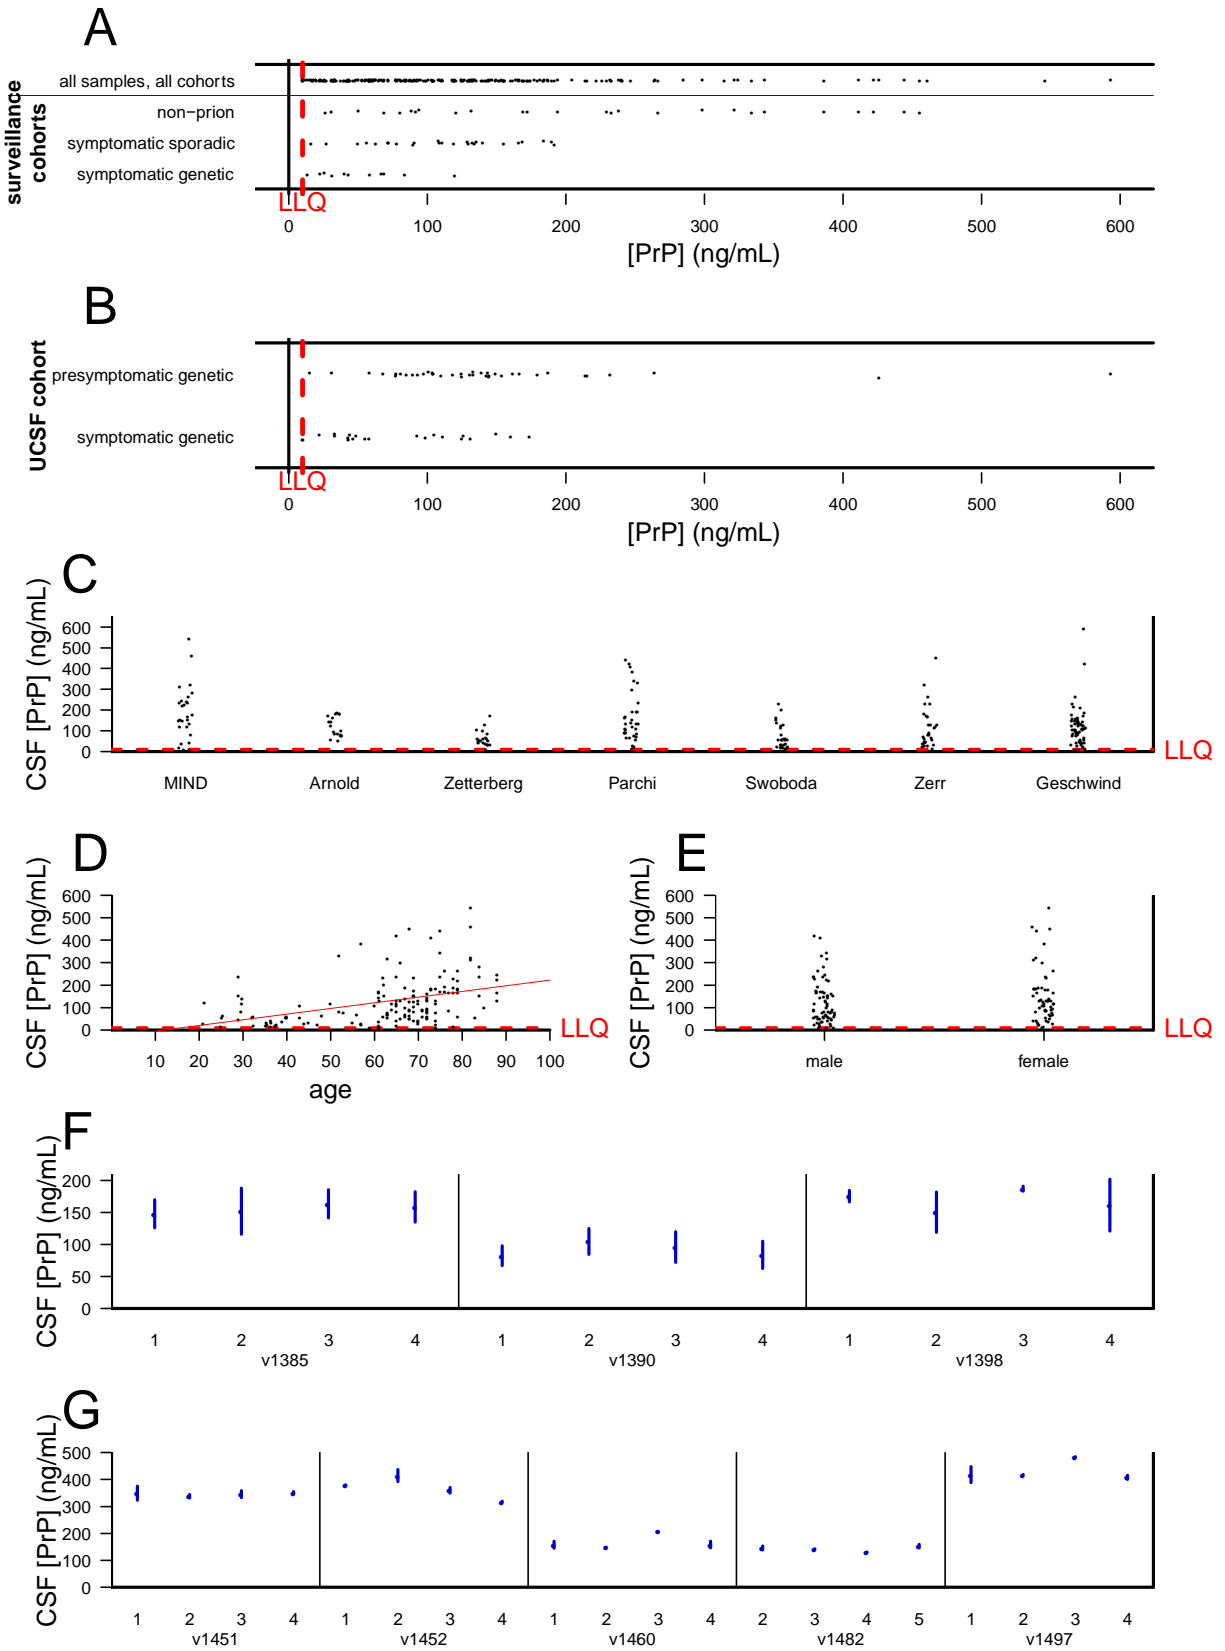 A
surveillance
cohorts
all samples, all cohorts
non−prion
symptomatic sporadic
symptomatic genetic
LLQ
0 100 200 300 400 500 600
[PrP] (ng/mL)
B
UCSF cohort
presymptomatic genetic
symptomatic genetic
LLQ
0 100 200 300 400 500 600
[PrP] (ng/mL)
C
CSF [PrP] (ng/mL)
600
500
400
300
200
100
0
LLQ
MIND Arnold Zetterberg Parchi Swoboda Zerr Geschwind
D
CSF [PrP] (ng/mL)
600
500
400
300
200
100
0
LLQ
10 20 30 40 50 60 70 80 90 100
age
E
CSF [PrP] (ng/mL)
600
500
400
300
200
100
0
LLQ
male female
F
CSF [PrP] (ng/mL)
200
150
100
50
0
1 2 3 4 1 2 3 4 1 2 3 4
v1385 v1390 v1398
G
CSF [PrP] (ng/mL)
500
400
300
200
100
0
1 2 3 4 1 2 3 4 1 2 3 4 2 3 4 5 1 2 3 4
v1451 v1452 v1460 v1482 v1497